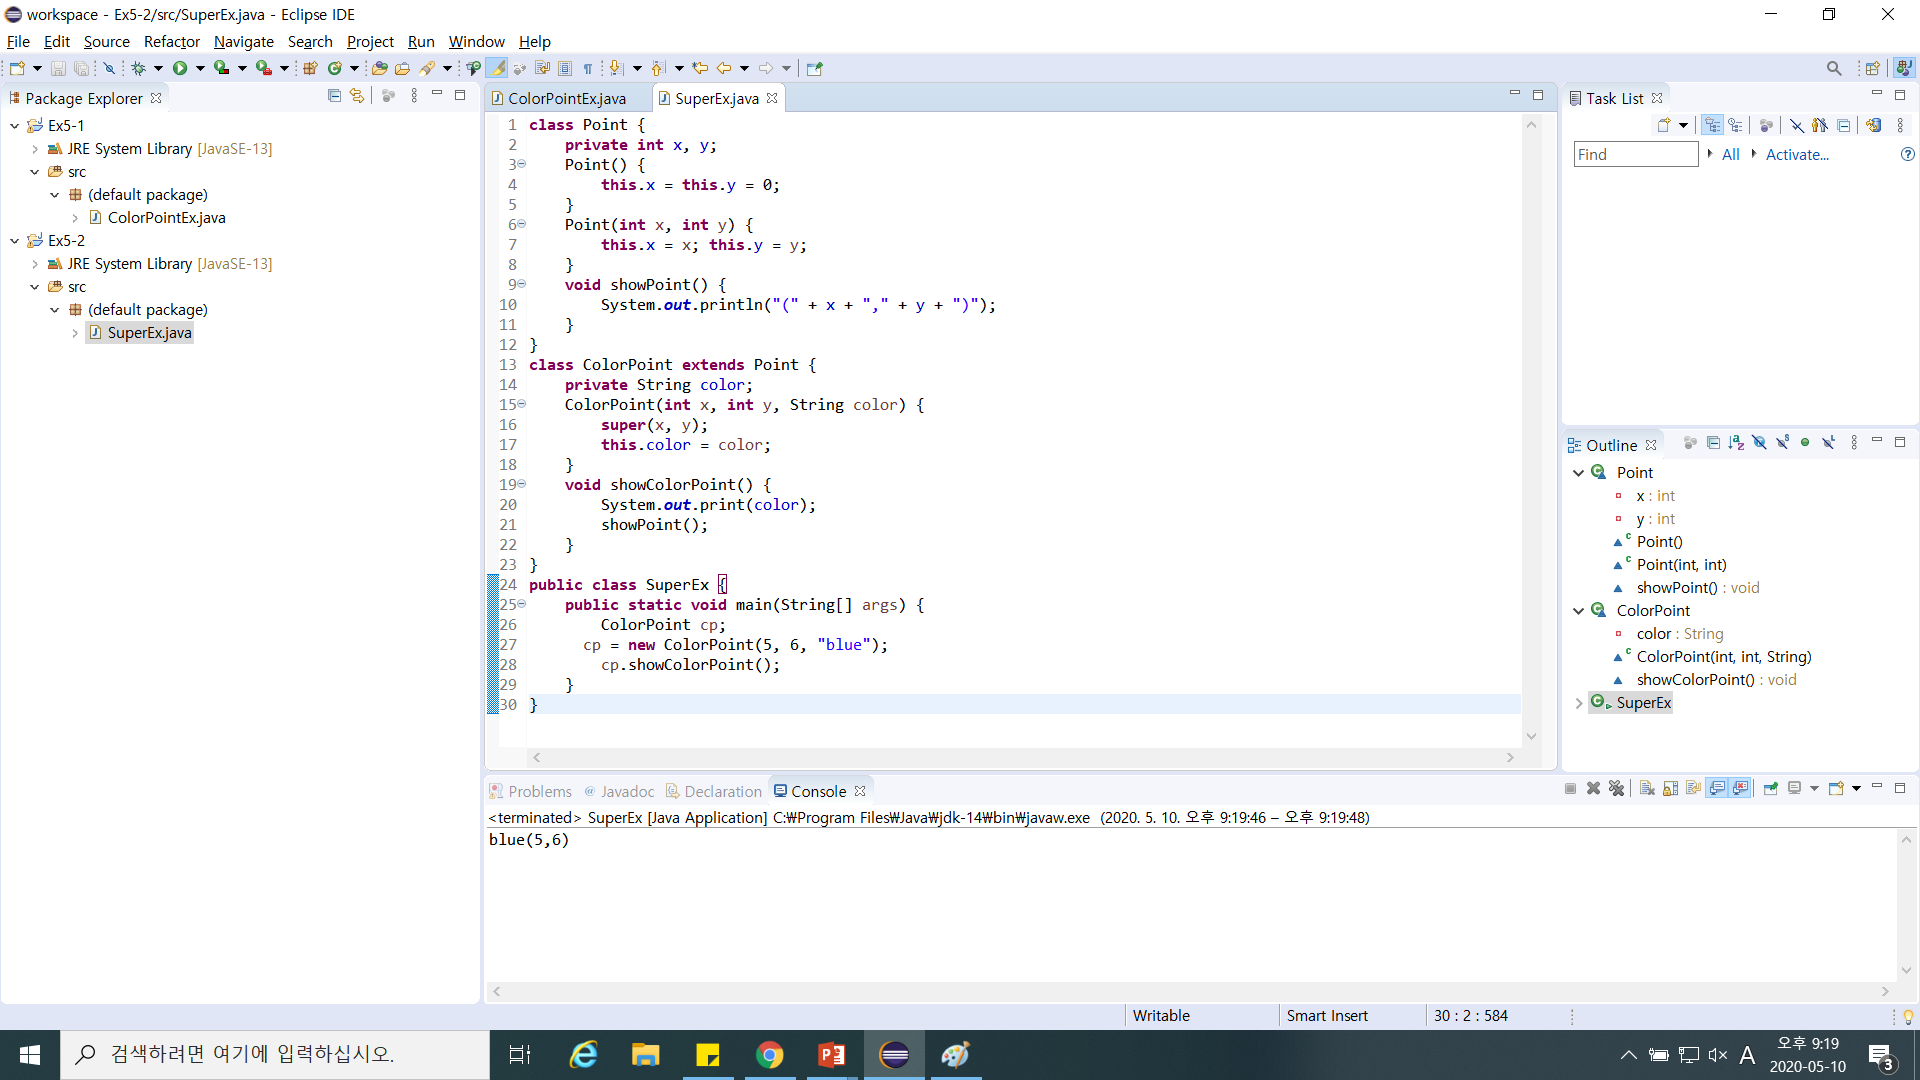 workspace - Ex5-2/src/SuperEx.java - Eclipse IDE
File Edit Source Refactor Navigate Search Project Run Window Help
Package Explorer
Ex5-1
JRE System Library [JavaSE-13]
src
(default package)
ColorPointEx.java
Ex5-2
JRE System Library [JavaSE-13]
src
(default package)
SuperEx.java
ColorPointEx.java SuperEx.java
1 class Point {
2 private int x, y;
3 Point() {
4 this.x = this.y = 0;
5 }
6 Point(int x, int y) {
7 this.x = x; this.y = y;
8 }
9 void showPoint() {
10 System.out.println("(" + x + "," + y + ")");
11 }
12 }
13 class ColorPoint extends Point {
14 private String color;
15 ColorPoint(int x, int y, String color) {
16 super(x, y);
17 this.color = color;
18 }
19 void showColorPoint() {
20 System.out.print(color);
21 showPoint();
22 }
23 }
24 public class SuperEx {
25 public static void main(String[] args) {
26 ColorPoint cp;
27 cp = new ColorPoint(5, 6, "blue");
28 cp.showColorPoint();
29 }
30 }
Task List
Find All Activate...
Outline
Point
x : int
y : int
Point()
Point(int, int)
showPoint() : void
ColorPoint
color : String
ColorPoint(int, int, String)
showColorPoint() : void
SuperEx
Problems @ Javadoc Declaration Console
<terminated> SuperEx [Java Application] C:₩Program Files₩Java₩jdk-14₩bin₩javaw.exe (2020. 5. 10. 오후 9:19:46 – 오후 9:19:48)
blue(5,6)
Writable Smart Insert 30 : 2 : 584
검색하려면 여기에 입력하십시오.
A 오후 9:19
2020-05-10
3